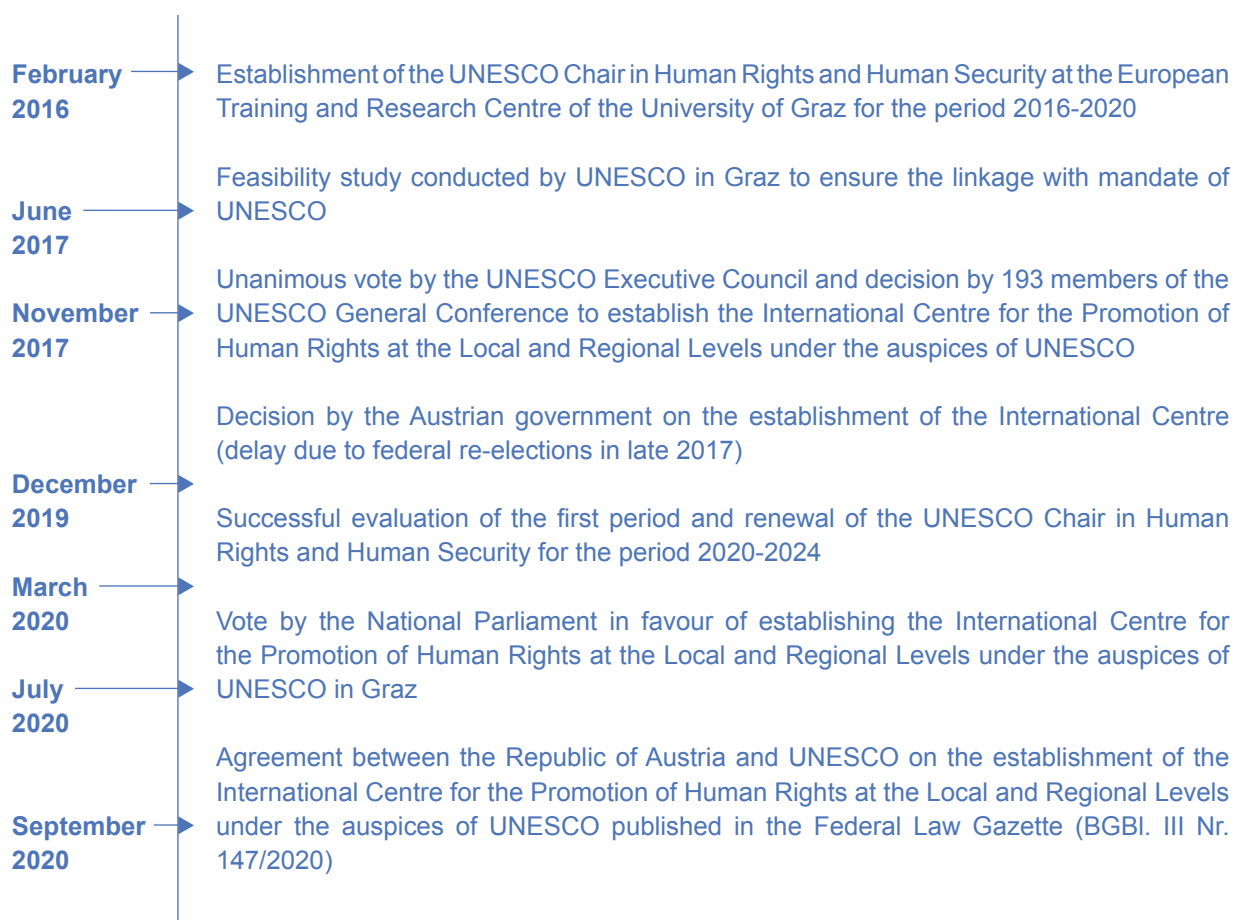 February
2016
Establishment of the UNESCO Chair in Human Rights and Human Security at the European
Training and Research Centre of the University of Graz for the period 2016-2020
Feasibility study conducted by UNESCO in Graz to ensure the linkage with mandate of
UNESCO
June
2017
Unanimous vote by the UNESCO Executive Council and decision by 193 members of the
UNESCO General Conference to establish the International Centre for the Promotion of
Human Rights at the Local and Regional Levels under the auspices of UNESCO
November
2017
Decision by the Austrian government on the establishment of the International Centre
(delay due to federal re-elections in late 2017)
December
2019
Successful evaluation of the first period and renewal of the UNESCO Chair in Human
Rights and Human Security for the period 2020-2024
March
2020
Vote by the National Parliament in favour of establishing the International Centre for
the Promotion of Human Rights at the Local and Regional Levels under the auspices of
UNESCO in Graz
July
2020
Agreement between the Republic of Austria and UNESCO on the establishment of the
International Centre for the Promotion of Human Rights at the Local and Regional Levels
under the auspices of UNESCO published in the Federal Law Gazette (BGBl. III Nr.
147/2020)
September
2020